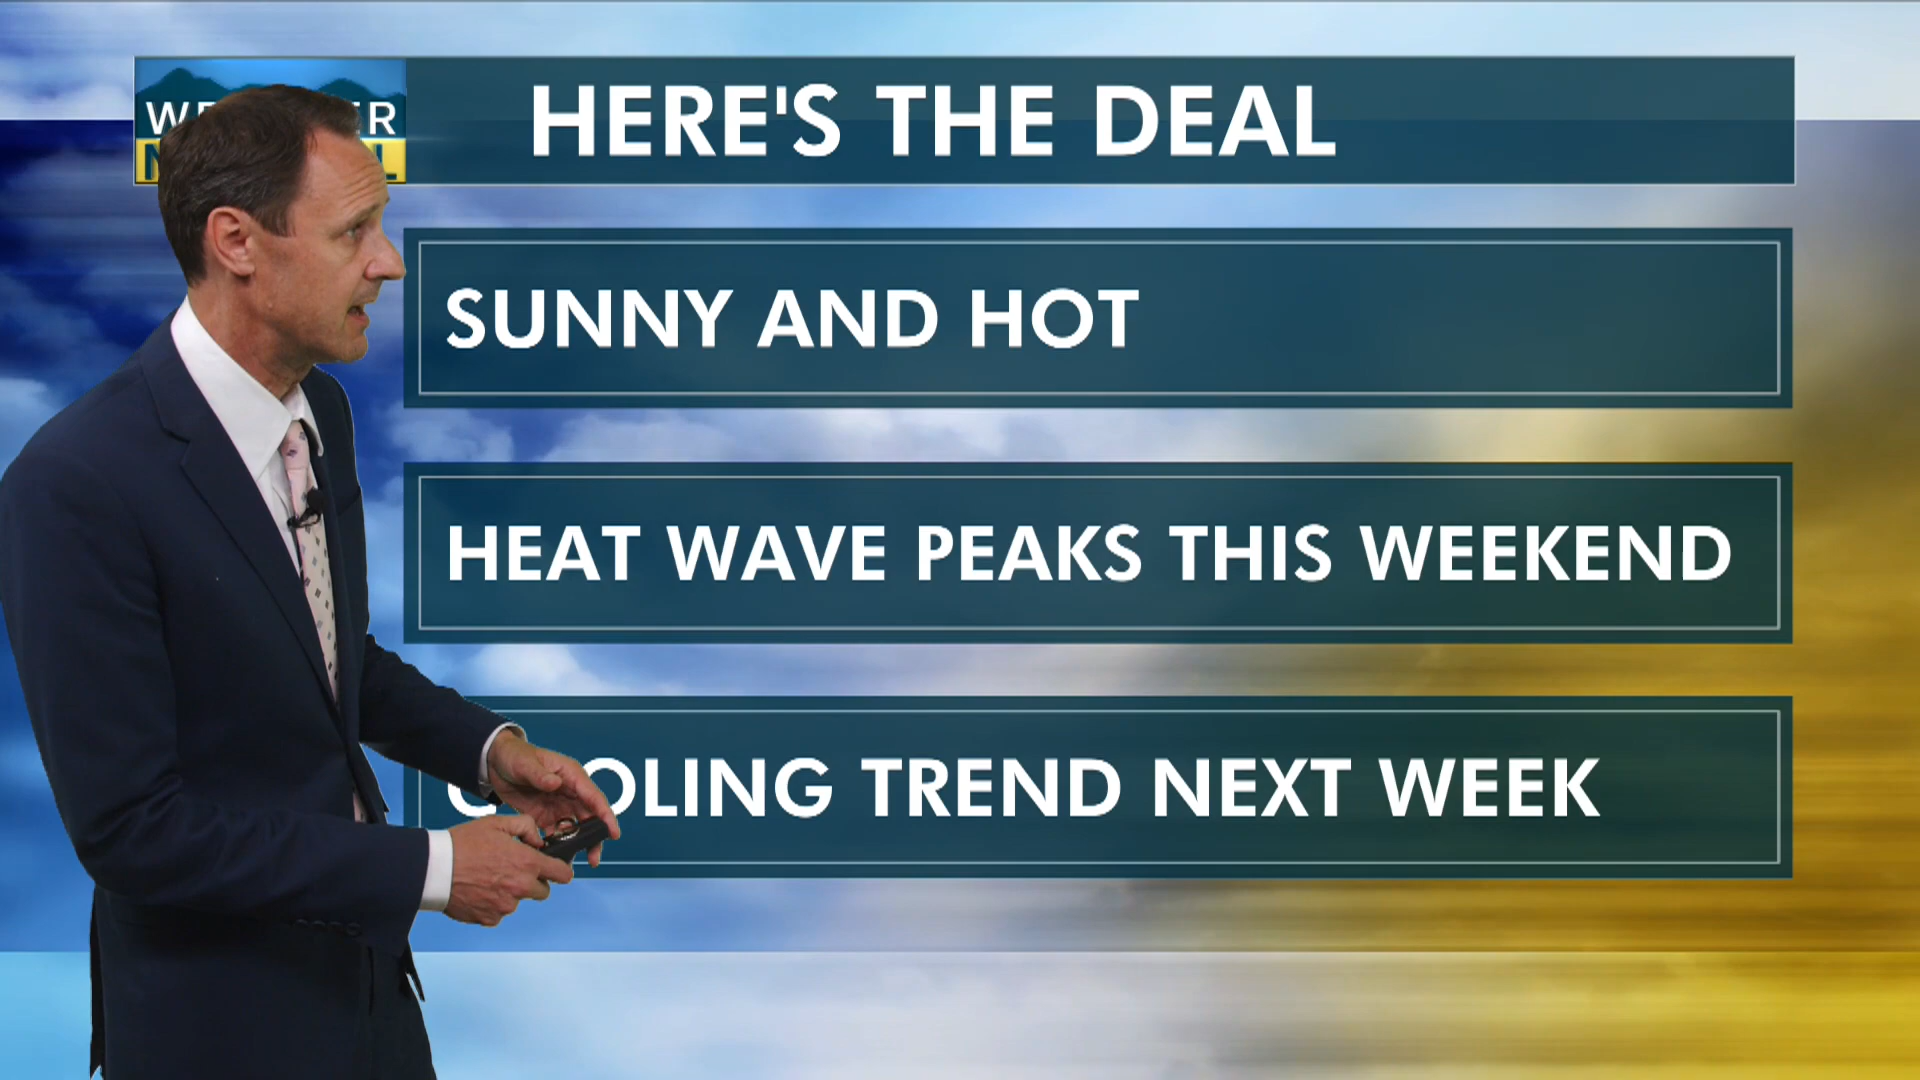 HERE'S THE DEAL
SUNNY AND HOT
HEAT WAVE PEAKS THIS WEEKEND
OLING TREND NEXT WEEK